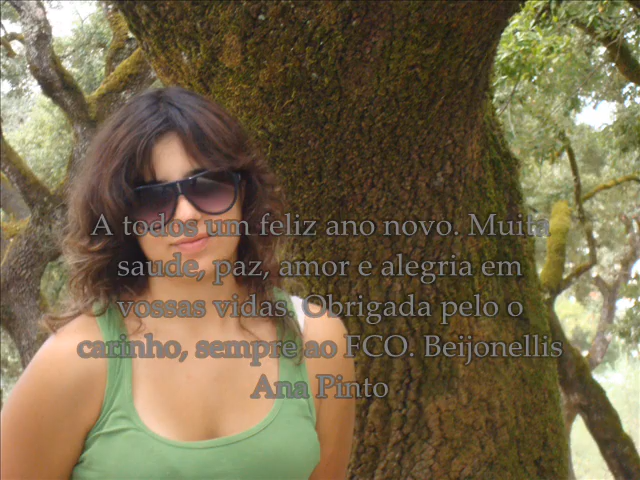 A todos um feliz ano novo. Muita
saude, paz, amor e alegria em
vossas vidas. Obrigada pelo o
carinho, sempre ao FCO. Beijonellis
Ana Pinto